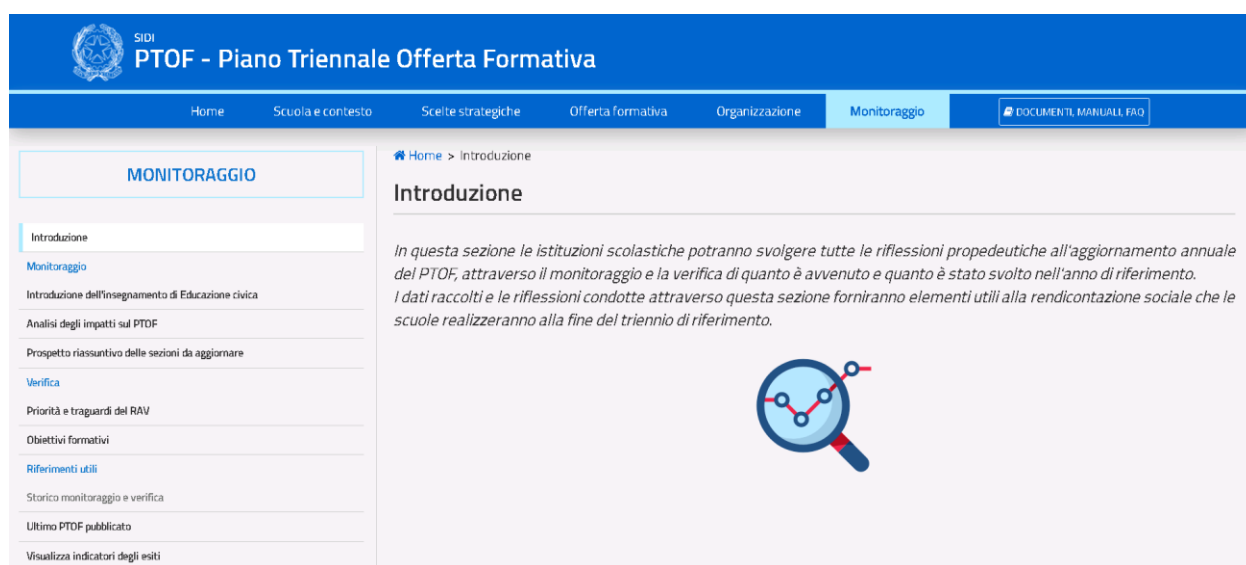 SIDI
PTOF - Piano Triennale Offerta Formativa
Home Scuola e contesto Scelte strategiche Offerta formativa Organizzazione Monitoraggio DOCUMENTI, MANUALI, FAQ
MONITORAGGIO
Introduzione
Monitoraggio
Introduzione dell'insegnamento di Educazione civica
Analisi degli impatti sul PTOF
Prospetto riassuntivo delle sezioni da aggiornare
Verifica
Priorità e traguardi del RAV
Obiettivi formativi
Riferimenti utili
Storico monitoraggio e verifica
Ultimo PTOF pubblicato
Visualizza indicatori degli esiti
Home > Introduzione
Introduzione
In questa sezione le istituzioni scolastiche potranno svolgere tutte le riflessioni propedeutiche all'aggiornamento annuale
del PTOF, attraverso il monitoraggio e la verifica di quanto è avvenuto e quanto è stato svolto nell'anno di riferimento.
I dati raccolti e le riflessioni condotte attraverso questa sezione forniranno elementi utili alla rendicontazione sociale che le
scuole realizzeranno alla fine del triennio di riferimento.